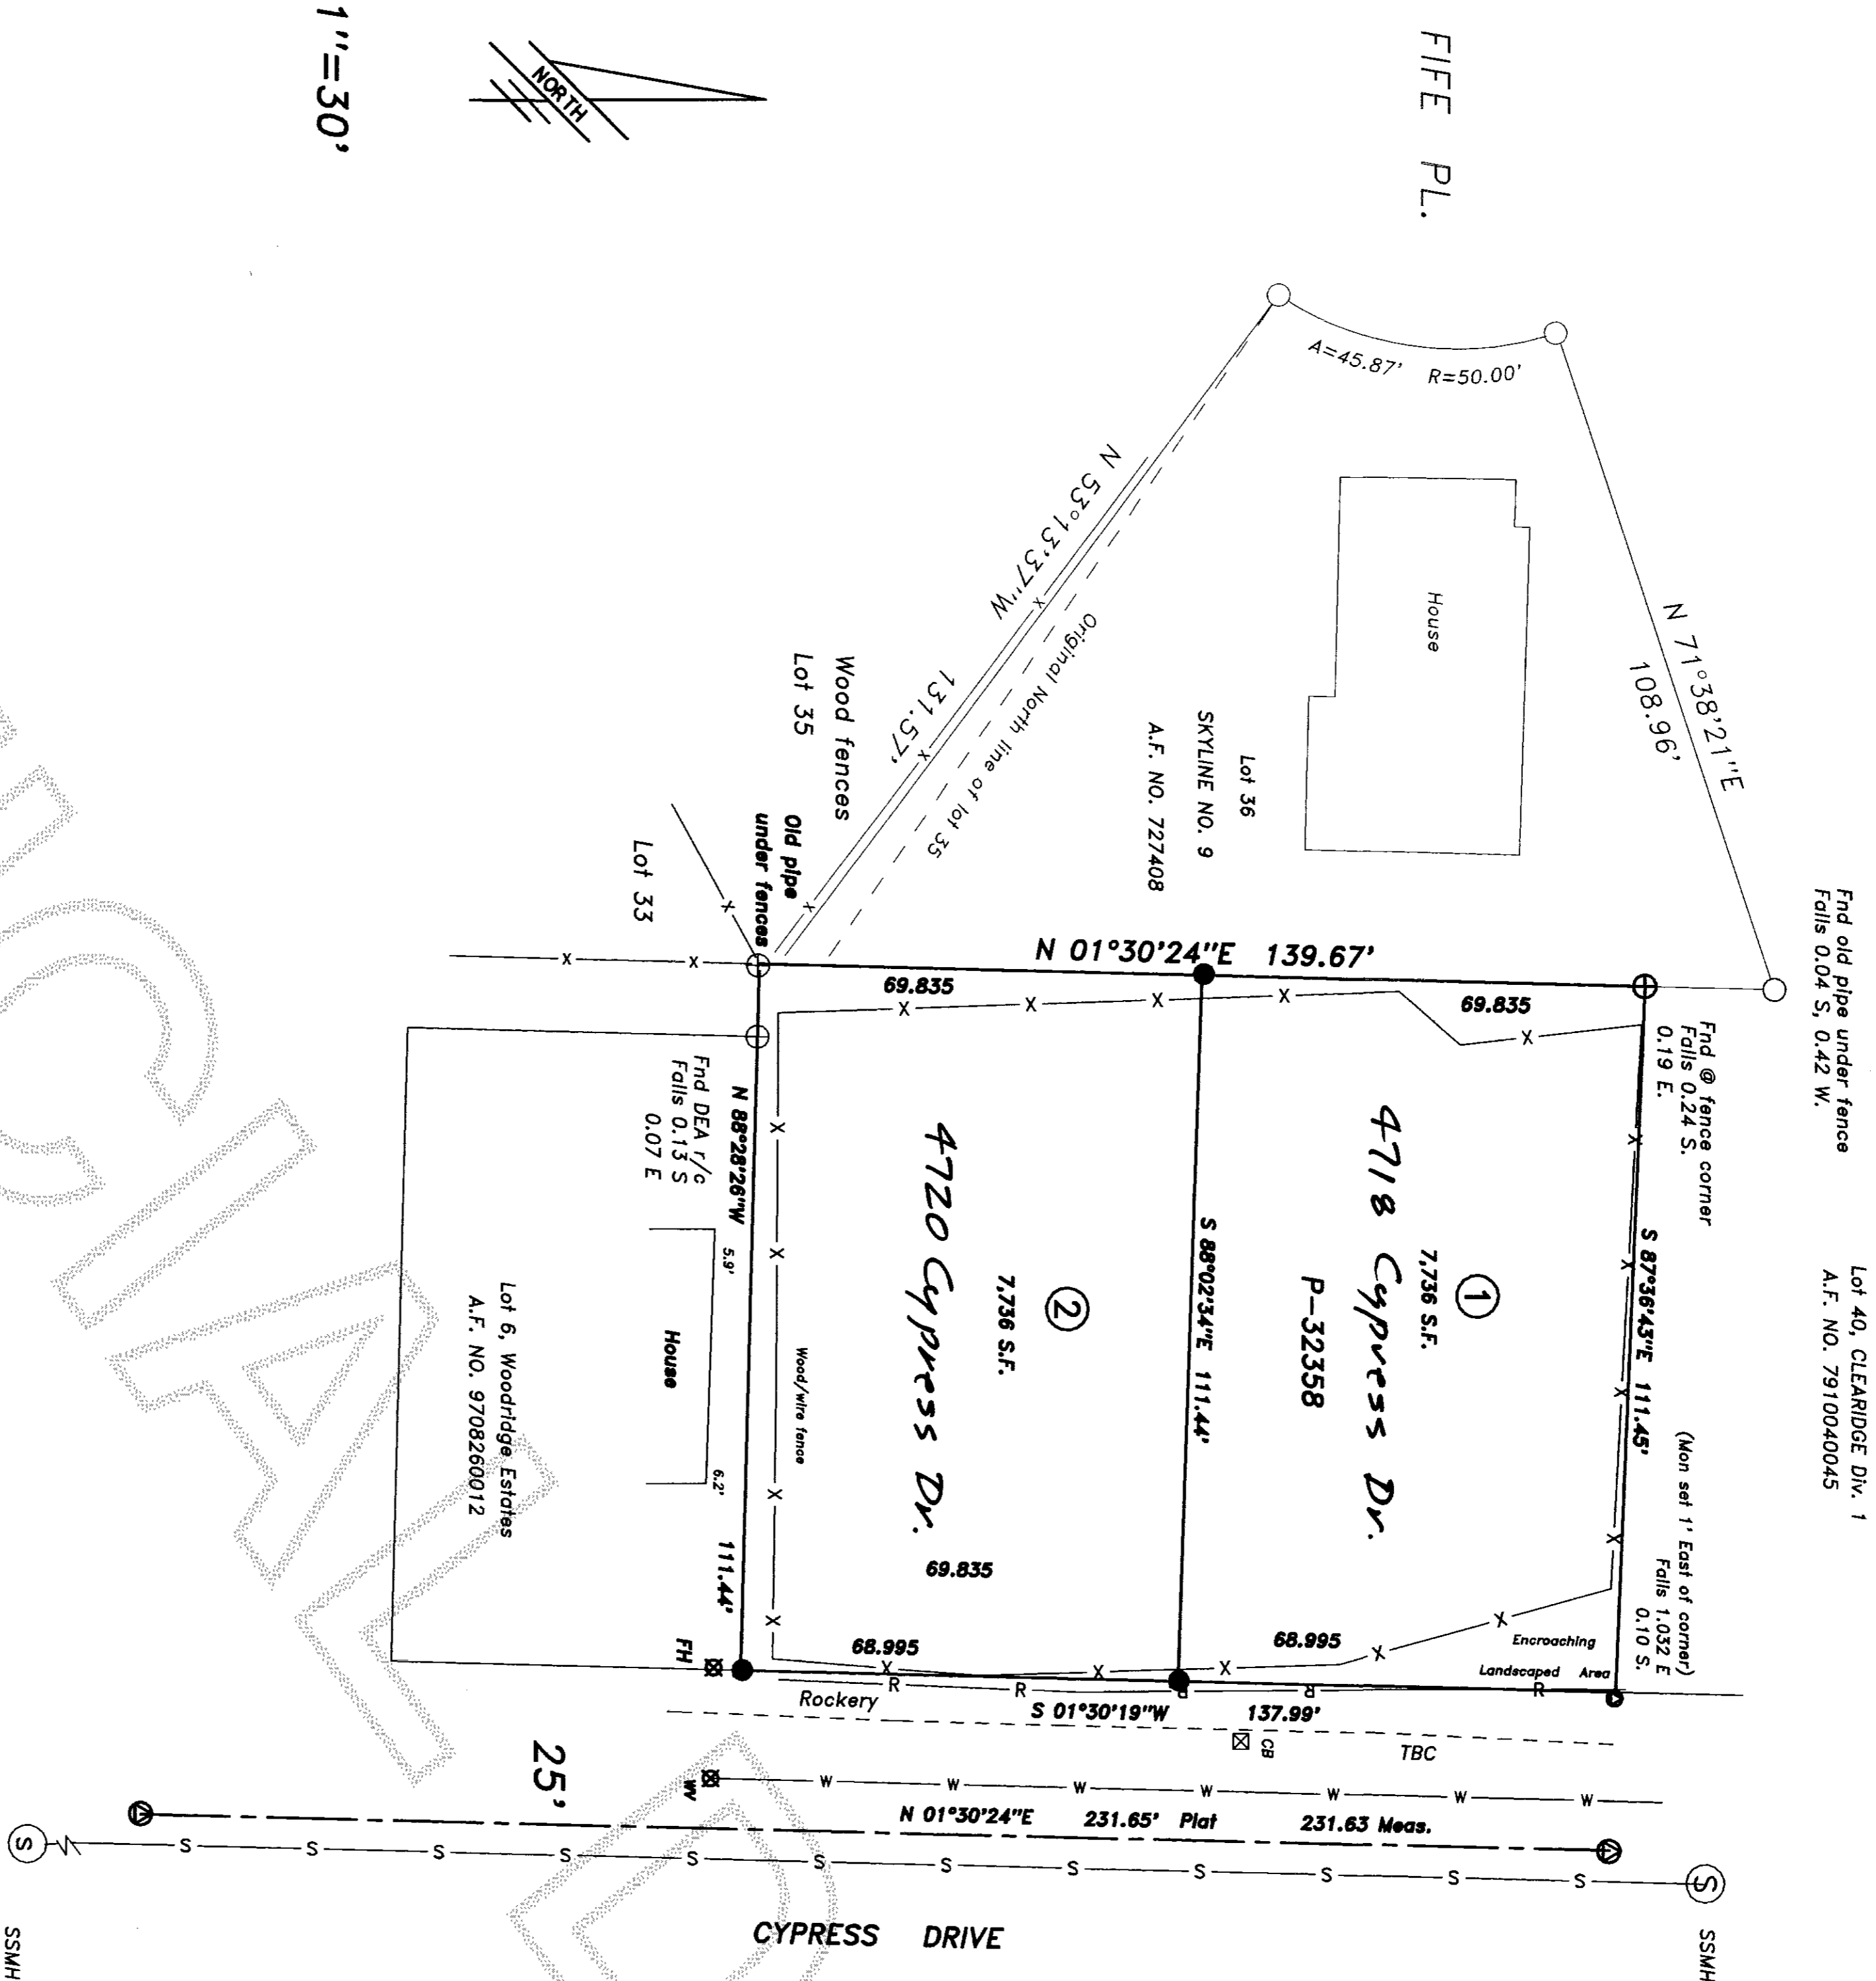 1"=30'
NORTH
FIFE PL.
A=45.87' R=50.00'
N 71°38'21"E
108.96'
House
N 53°13'37"W
131.57'
Original North line of lot 35
Lot 36
SKYLINE NO. 9
A.F. NO. 727408
Wood fences
Lot 35
Old pipe
under fences
Lot 33
Fnd old pipe under fence
Falls 0.04 S, 0.42 W.
N 01°30'24"E 139.67'
69.835
69.835
Fnd @ fence corner
Falls 0.24 S.
0.19 E.
Lot 40, CLEARIDGE Div. 1
A.F. NO. 7910040045
S 87°36'43"E 111.45'
(Mon set 1' East of corner)
Falls 1.032 E
0.10 S.
1
7,736 S.F.
4718 Cypress Dr.
P-32358
S 88°02'34"E 111.44'
2
7,736 S.F.
4720 Cypress Dr.
69.835
Wood/wire fence
N 88°28'26"W
111.44'
Fnd DEA r/c
Falls 0.13 S
0.07 E
5.9'
House
6.2'
Lot 6, Woodridge Estates
A.F. NO. 9708260012
68.995
68.995
Encroaching
Landscaped Area
FH
Rockery
R R R R R
S 01°30'19"W 137.99'
CB
TBC
25'
WV
W W W W W W W
N 01°30'24"E 231.65' Plat 231.63 Meas.
S S S S S S S S S S S S S S
SSMH
SSMH
CYPRESS DRIVE